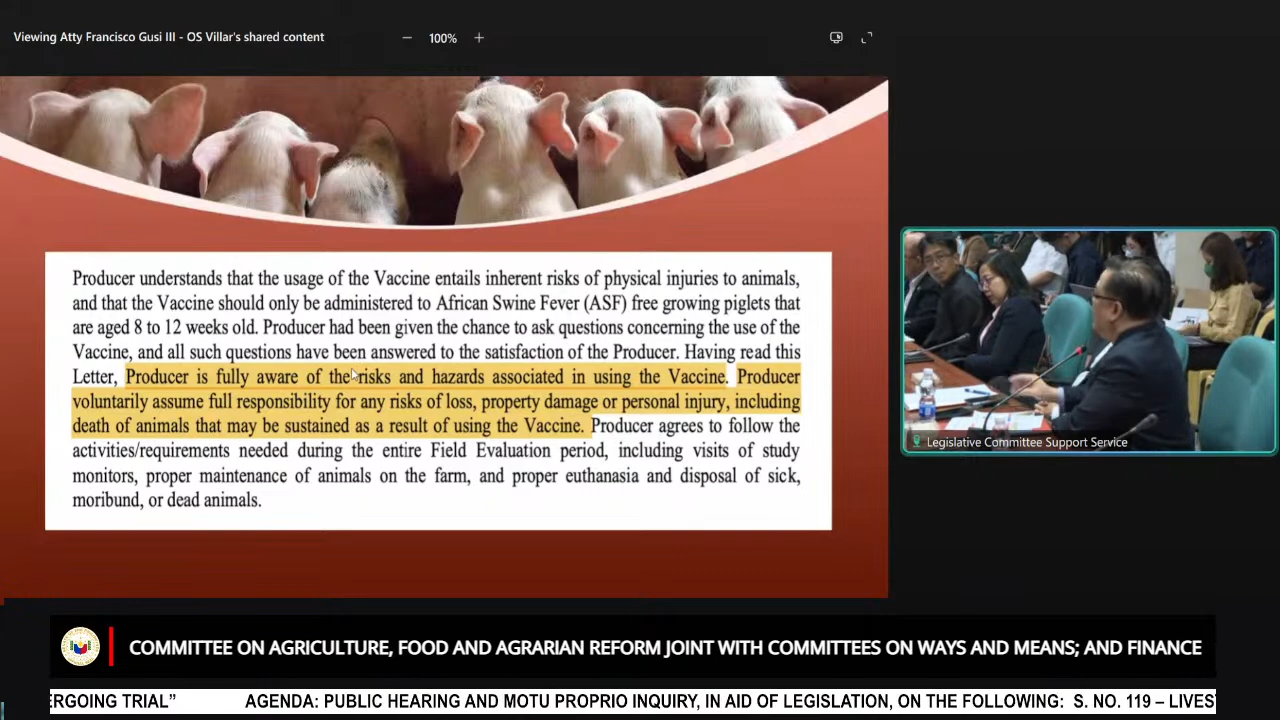 Viewing Atty Francisco Gusi III - OS Villar's shared content
100%
Producer understands that the usage of the Vaccine entails inherent risks of physical injuries to animals,
and that the Vaccine should only be administered to African Swine Fever (ASF) free growing piglets that
are aged 8 to 12 weeks old. Producer had been given the chance to ask questions concerning the use of the
Vaccine, and all such questions have been answered to the satisfaction of the Producer. Having read this
Letter, Producer is fully aware of the risks and hazards associated in using the Vaccine. Producer
voluntarily assume full responsibility for any risks of loss, property damage or personal injury, including
death of animals that may be sustained as a result of using the Vaccine. Producer agrees to follow the
activities/requirements needed during the entire Field Evaluation period, including visits of study
monitors, proper maintenance of animals on the farm, and proper euthanasia and disposal of sick,
moribund, or dead animals.
Legislative Committee Support Service
COMMITTEE ON AGRICULTURE, FOOD AND AGRARIAN REFORM JOINT WITH COMMITTEES ON WAYS AND MEANS; AND FINANCE
ERGOING TRIAL” AGENDA: PUBLIC HEARING AND MOTU PROPRIO INQUIRY, IN AID OF LEGISLATION, ON THE FOLLOWING: S. NO. 119 – LIVES